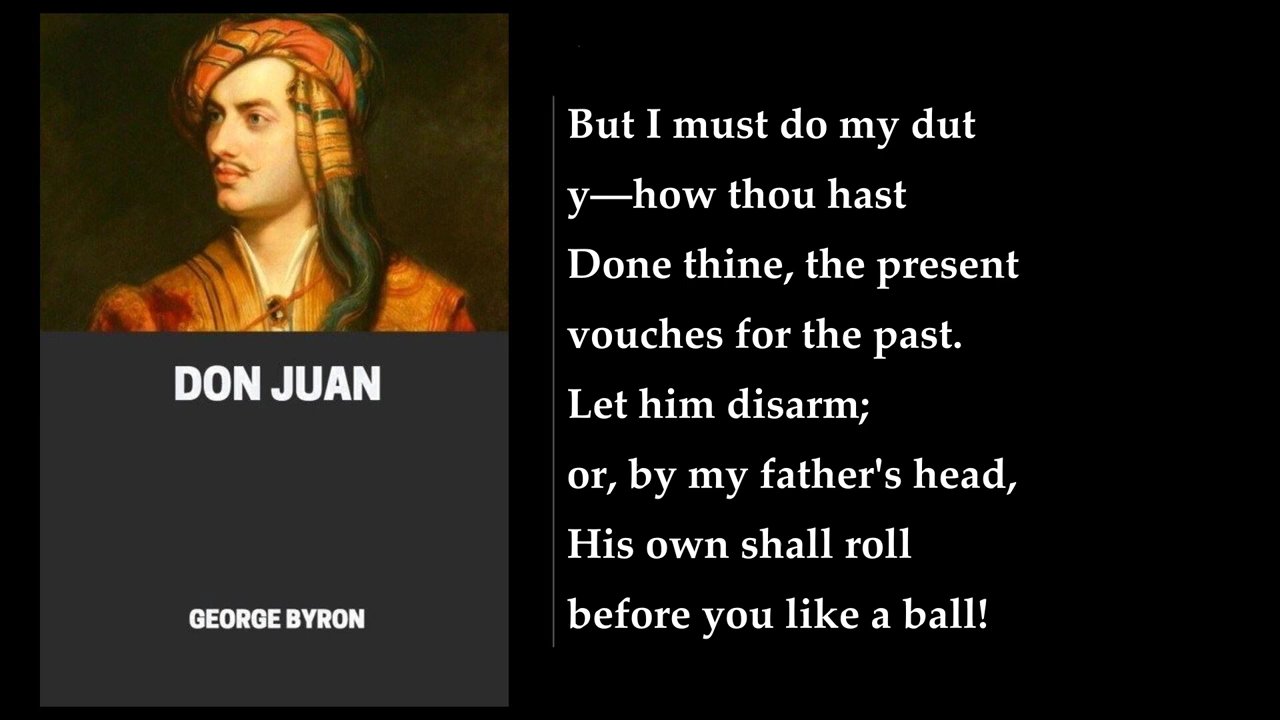 DON JUAN
GEORGE BYRON
But I must do my dut
y—how thou hast
Done thine, the present
vouches for the past.
Let him disarm;
or, by my father's head,
His own shall roll
before you like a ball!